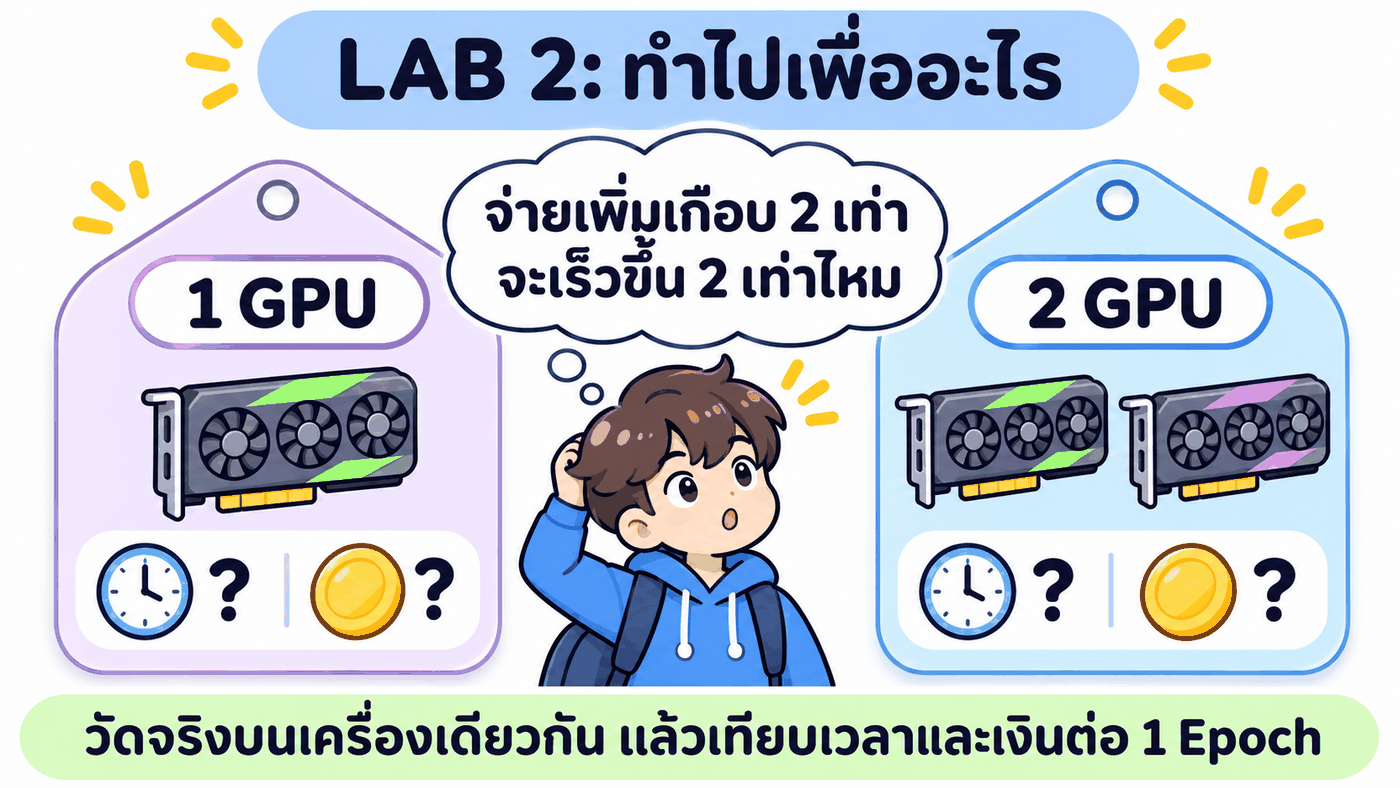 LAB 2: ทำไปเพื่ออะไร
จ่ายเพิ่มเกือบ 2 เท่า
จะเร็วขึ้น 2 เท่าไหม
1 GPU
2 GPU
?
?
?
?
วัดจริงบนเครื่องเดียวกัน แล้วเทียบเวลาและเงินต่อ 1 Epoch